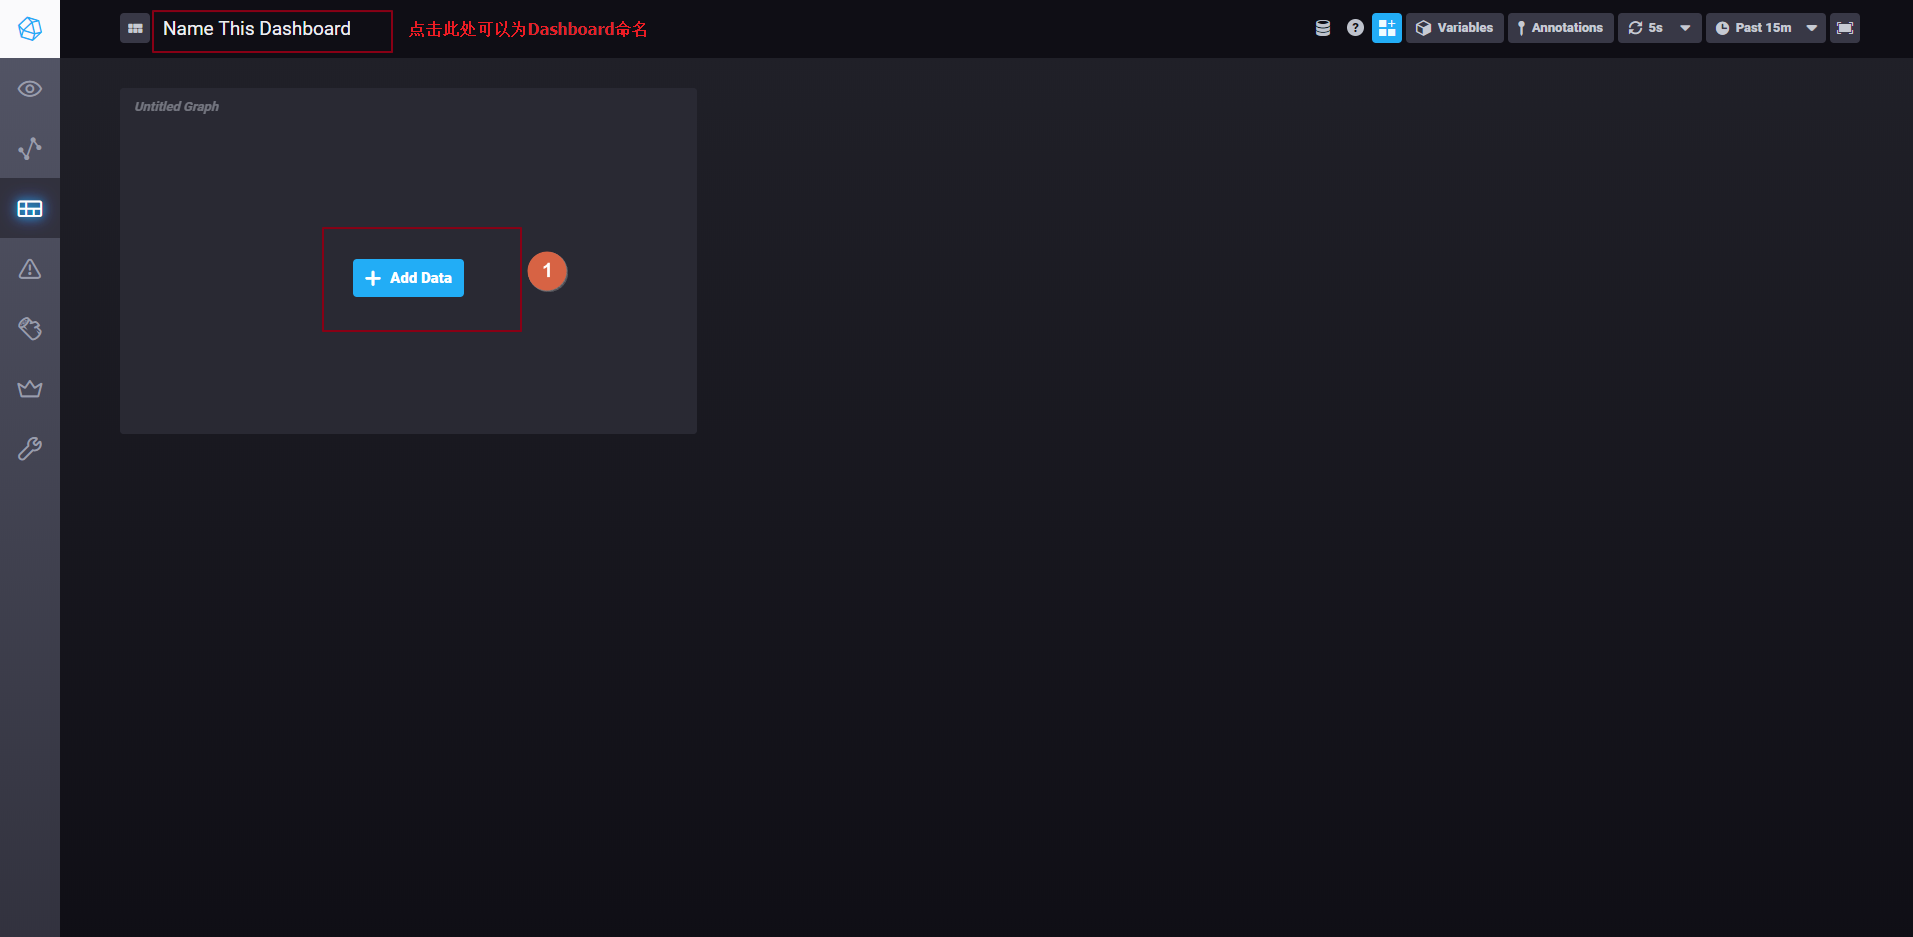 Name This Dashboard 点击此处可以为Dashboard命名 ? Variables Annotations 5s Past 15m
Untitled Graph
Add Data 1